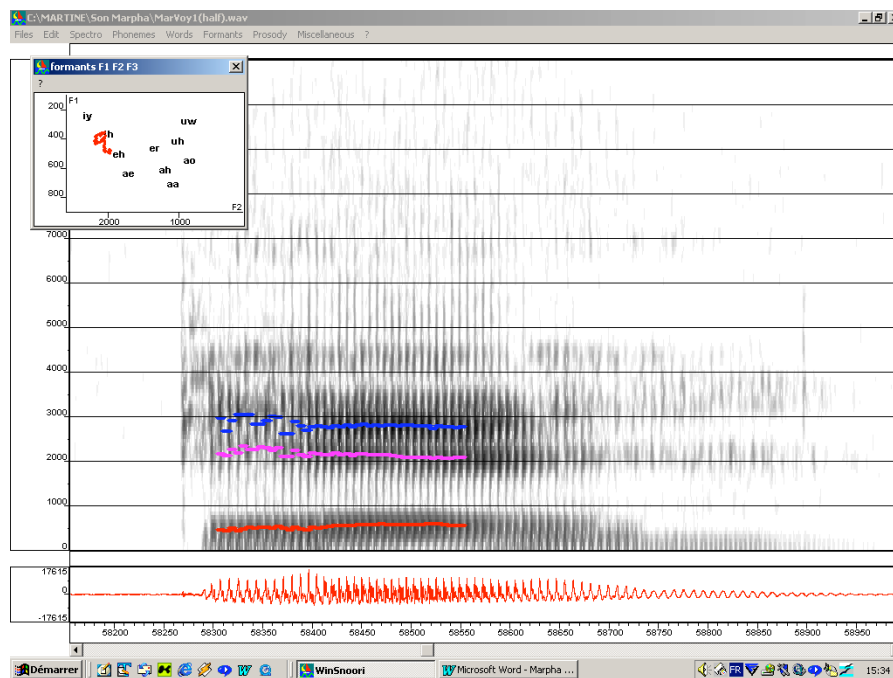 C:\MARTINE\Son Marpha\MarVoy1(half).wav
Files Edit Spectro Phonemes Words Formants Prosody Miscellaneous ?
formants F1 F2 F3
?
F1
200
iy
uw
400
ih
uh
er
eh
ao
600
ae
ah
aa
800
F2
2000 1000
7000
6000
5000
4000
3000
2000
1000
0
17615
0
-17615
58200 58250 58300 58350 58400 58450 58500 58550 58600 58650 58700 58750 58800 58850 58900 58950
Démarrer WinSnoori Microsoft Word - Marpha ... FR 15:34